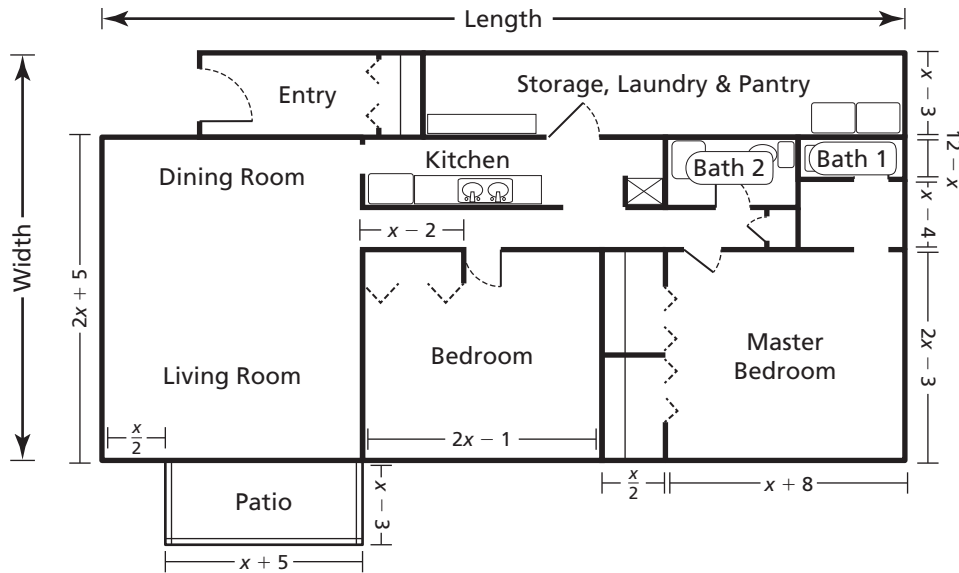 Length
Width
Entry
Storage, Laundry & Pantry
x – 3
Dining Room
Kitchen
Bath 2
Bath 1
12 – x
x – 4
x – 2
2x + 5
Living Room
Bedroom
Master
Bedroom
2x – 3
x/2
2x – 1
x/2
x + 8
Patio
x – 3
x + 5